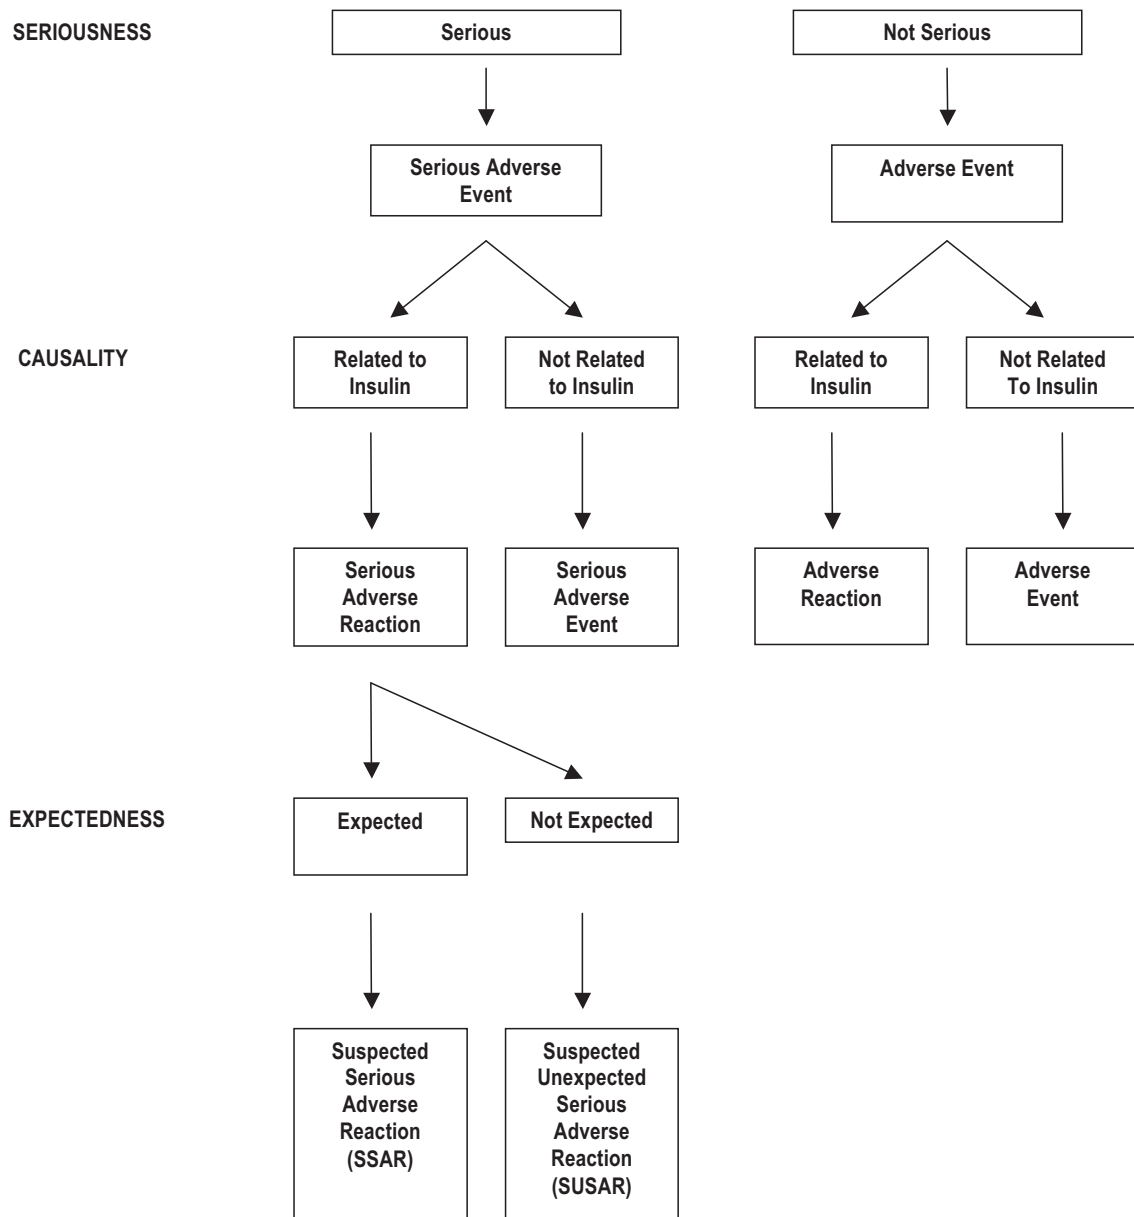 SERIOUSNESS
Serious
Not Serious
Serious Adverse
Event
Adverse Event
CAUSALITY
Related to
Insulin
Not Related
to Insulin
Related to
Insulin
Not Related
To Insulin
Serious
Adverse
Reaction
Serious
Adverse
Event
Adverse
Reaction
Adverse
Event
EXPECTEDNESS
Expected
Not Expected
Suspected
Serious
Adverse
Reaction
(SSAR)
Suspected
Unexpected
Serious
Adverse
Reaction
(SUSAR)